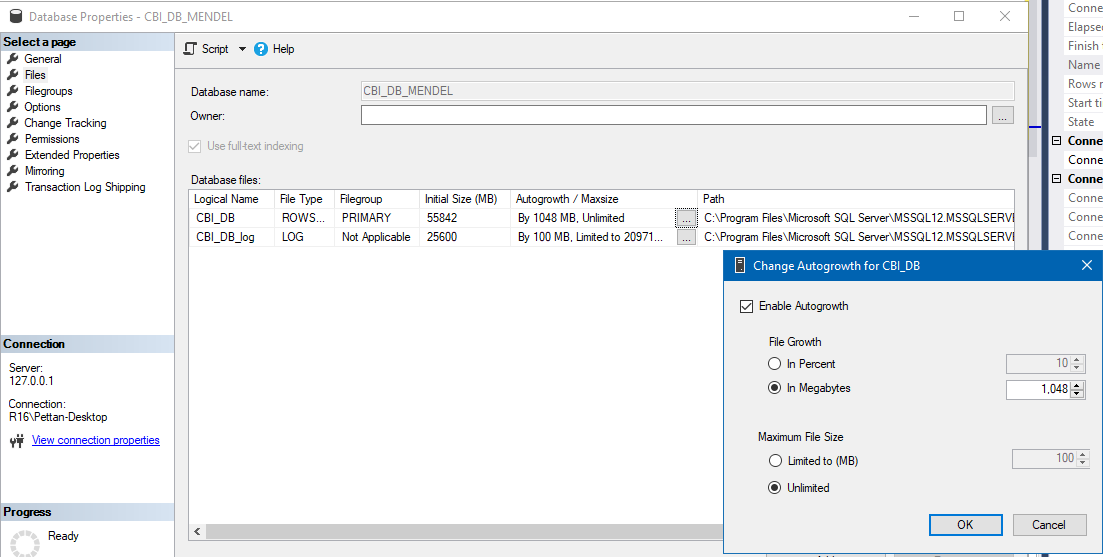 Database Properties - CBI_DB_MENDEL
Select a page
General
Files
Filegroups
Options
Change Tracking
Permissions
Extended Properties
Mirroring
Transaction Log Shipping
Connection
Server:
127.0.0.1
Connection:
R16\Pettan-Desktop
View connection properties
Progress
Ready
Script Help
Database name: CBI_DB_MENDEL
Owner: ...
Use full-text indexing
Database files:
Logical Name File Type Filegroup Initial Size (MB) Autogrowth / Maxsize Path
CBI_DB ROWS... PRIMARY 55842 By 1048 MB, Unlimited ... C:\Program Files\Microsoft SQL Server\MSSQL12.MSSQLSERVE
CBI_DB_log LOG Not Applicable 25600 By 100 MB, Limited to 20971... ... C:\Program Files\Microsoft SQL Server\MSSQL12.MSSQLSERVE
Change Autogrowth for CBI_DB
Enable Autogrowth
File Growth
In Percent 10
In Megabytes 1,048
Maximum File Size
Limited to (MB) 100
Unlimited
OK Cancel
Conne
Elapsed
Finish
Name
Rows r
Start ti
State
Conne
Conne
Conne
Conne
Conne
Conne